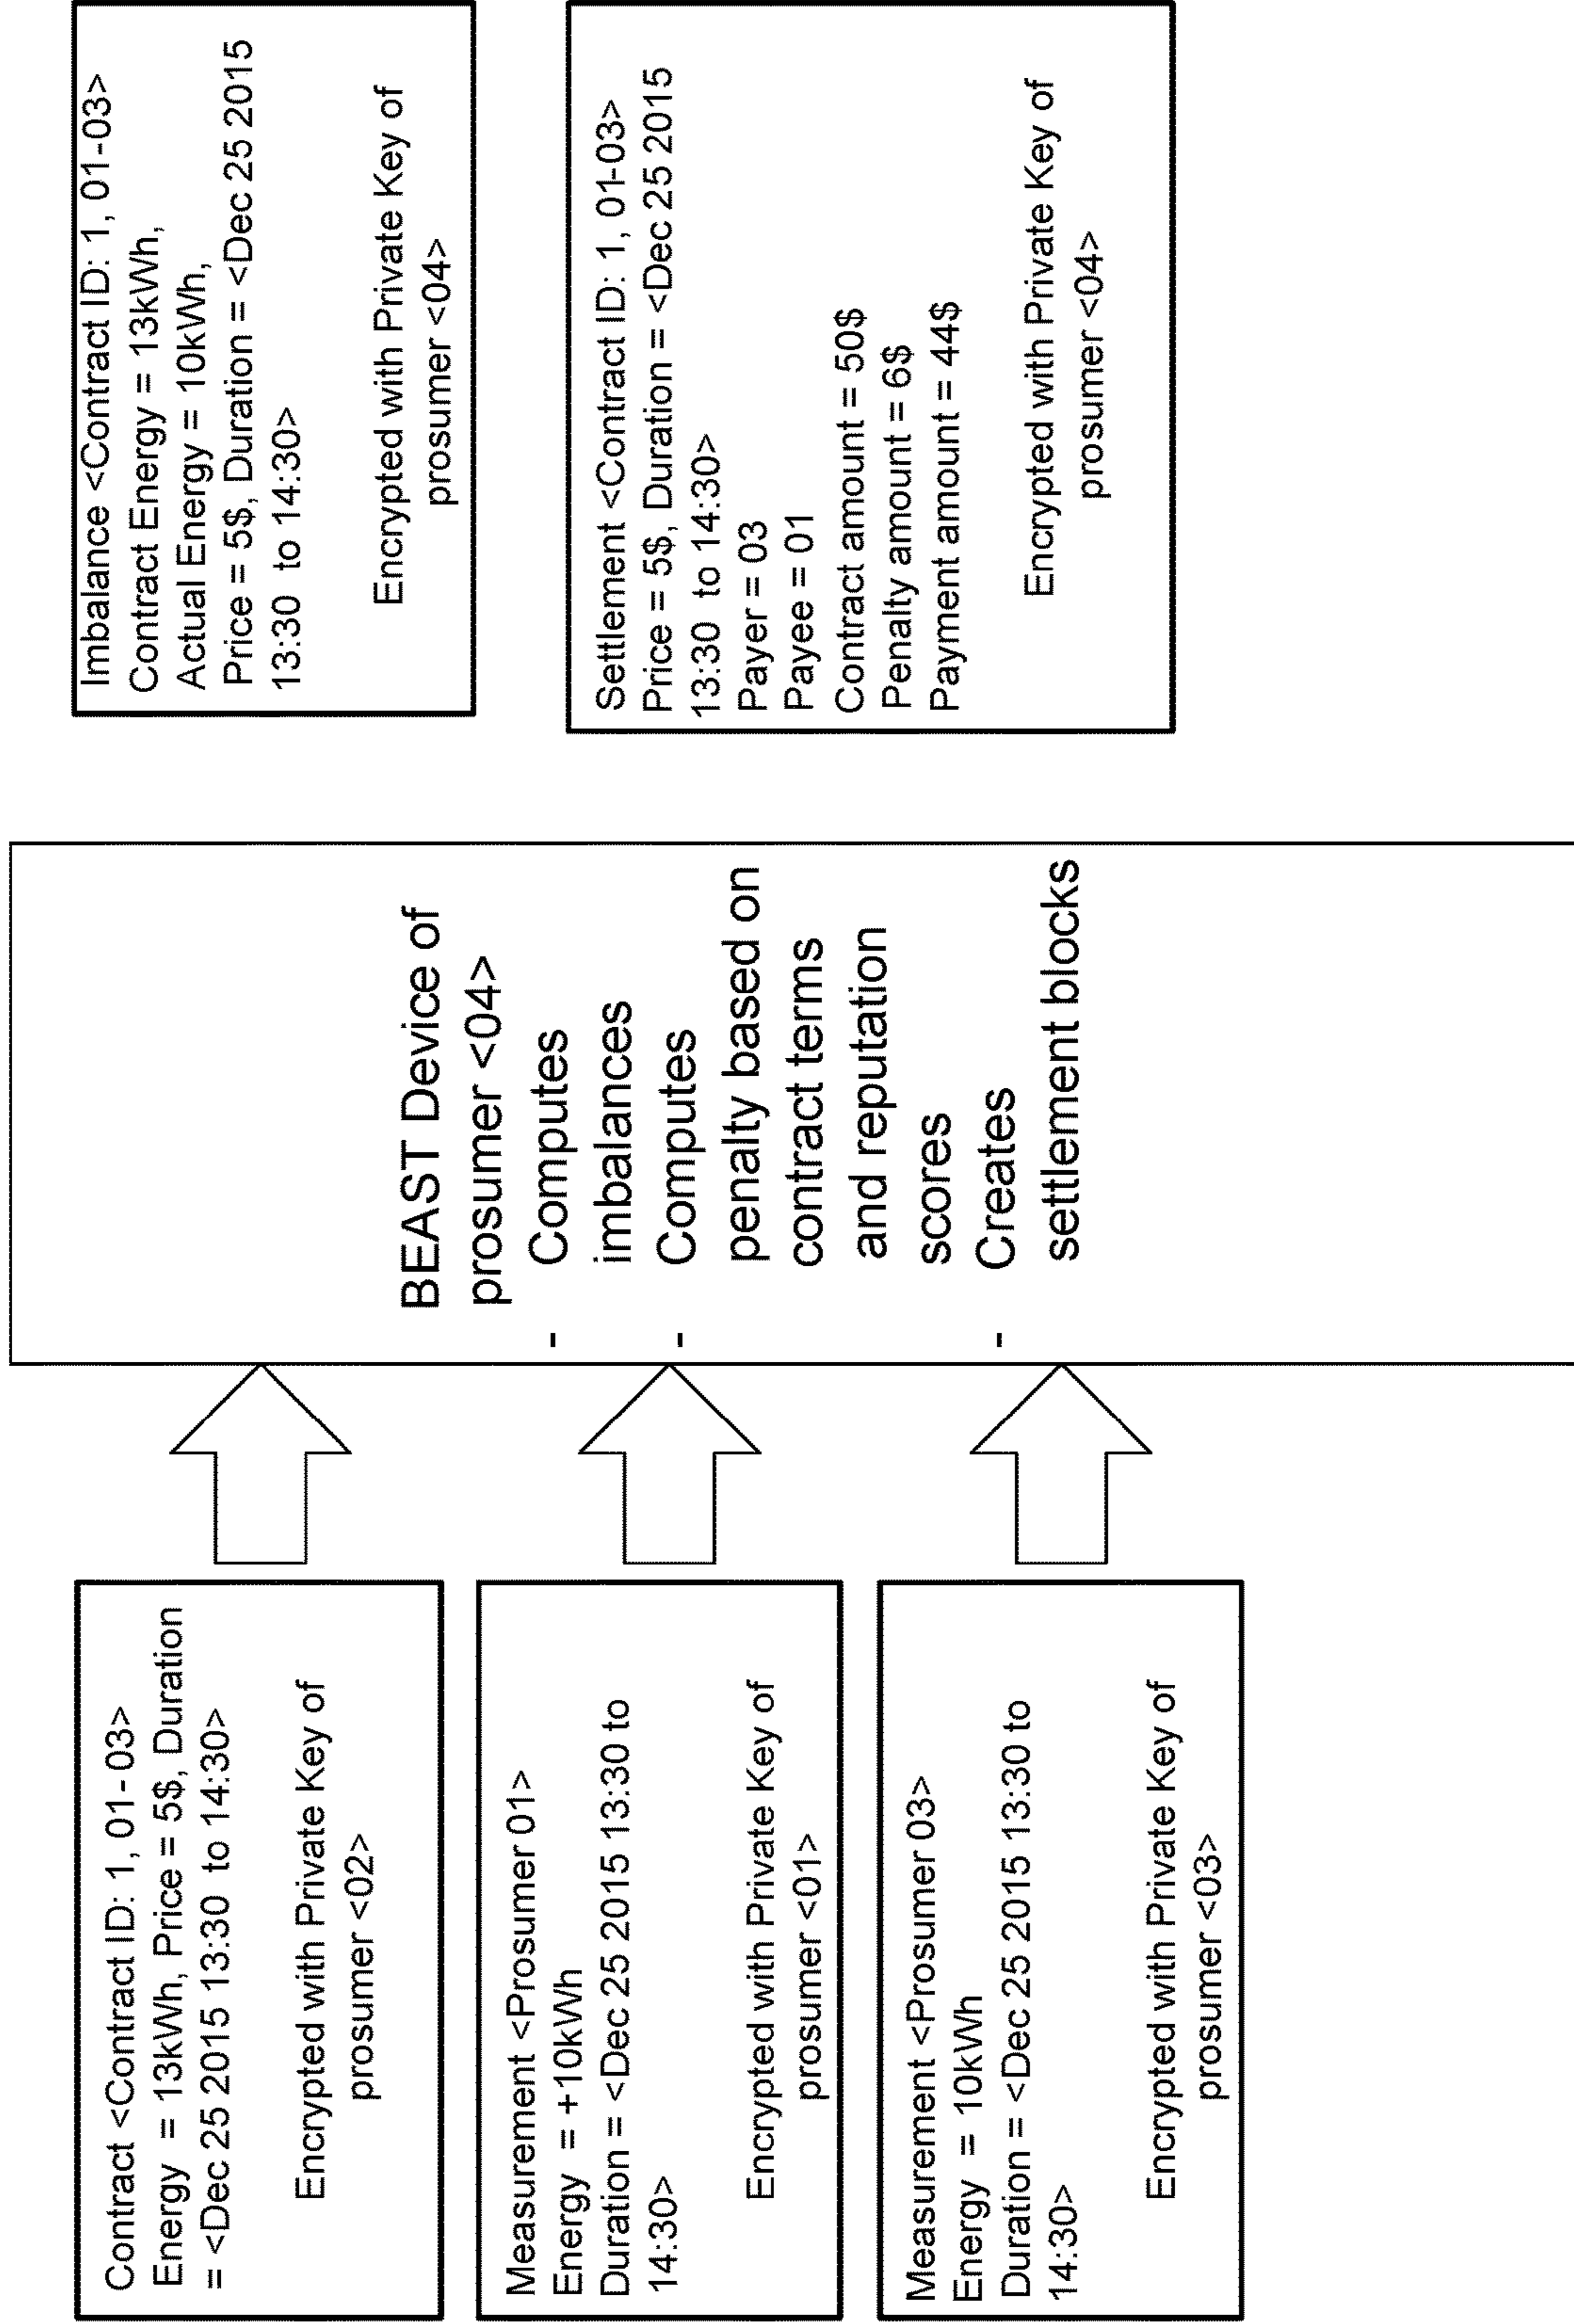 Contract <Contract ID: 1, 01-03>
Energy = 13kWh, Price = 5$, Duration
= <Dec 25 2015 13:30 to 14:30>
Encrypted with Private Key of
prosumer <02>
Measurement <Prosumer 01>
Energy = +10kWh
Duration = <Dec 25 2015 13:30 to
14:30>
Encrypted with Private Key of
prosumer <01>
Measurement <Prosumer 03>
Energy = 10kWh
Duration = <Dec 25 2015 13:30 to
14:30>
Encrypted with Private Key of
prosumer <03>
BEAST Device of
prosumer <04>
- Computes
imbalances
- Computes
penalty based on
contract terms
and reputation
scores
- Creates
settlement blocks
Imbalance <Contract ID: 1, 01-03>
Contract Energy = 13kWh,
Actual Energy = 10kWh,
Price = 5$, Duration = <Dec 25 2015
13:30 to 14:30>
Encrypted with Private Key of
prosumer <04>
Settlement <Contract ID: 1, 01-03>
Price = 5$, Duration = <Dec 25 2015
13:30 to 14:30>
Payer = 03
Payee = 01
Contract amount = 50$
Penalty amount = 6$
Payment amount = 44$
Encrypted with Private Key of
prosumer <04>